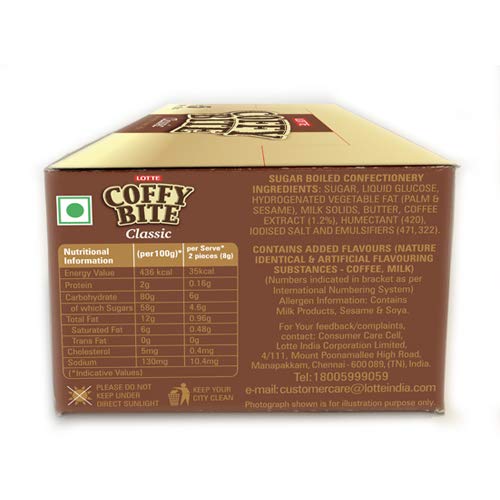 LOTTE
COFFY
BITE
Classic
Nutritional Information (per100g)* per Serve* 2 pieces (8g)
Energy Value 436 kcal 35kcal
Protein 2g 0.16g
Carbohydrate 80g 6g
of which Sugars 58g 4.6g
Total Fat 12g 0.96g
Saturated Fat 6g 0.48g
Trans Fat 0g 0g
Cholesterol 5mg 0.4mg
Sodium 130mg 10.4mg
(*Indicative Values)
PLEASE DO NOT
KEEP UNDER
DIRECT SUNLIGHT
KEEP YOUR
CITY CLEAN
SUGAR BOILED CONFECTIONERY
INGREDIENTS: SUGAR, LIQUID GLUCOSE,
HYDROGENATED VEGETABLE FAT (PALM &
SESAME), MILK SOLIDS, BUTTER, COFFEE
EXTRACT (1.2%), HUMECTANT (420),
IODISED SALT AND EMULSIFIERS (471,322).
CONTAINS ADDED FLAVOURS (NATURE
IDENTICAL & ARTIFICIAL FLAVOURING
SUBSTANCES - COFFEE, MILK)
(Numbers indicated in bracket as per
International Numbering System)
Allergen Information: Contains
Milk Products, Sesame & Soya.
For Your feedback/complaints,
contact: Consumer Care Cell,
Lotte India Corporation Limited,
4/111, Mount Poonamallee High Road,
Manapakkam, Chennai - 600 089, (TN), India.
Tel.: 18005999059
e-mail:customercare@lotteindia.com
Photograph shown is for illustration purpose only.